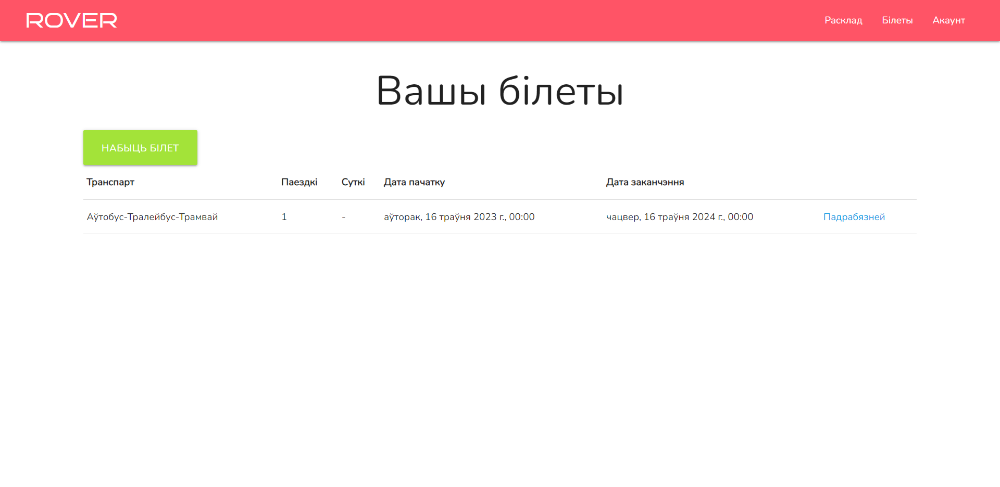 ROVER Расклад Білеты Акаунт
Вашы білеты
НАБЫЦЬ БІЛЕТ
Транспарт Паездкі Суткі Дата пачатку Дата заканчэння
Аўтобус-Тралейбус-Трамвай 1 - аўторак, 16 траўня 2023 г., 00:00 чацвер, 16 траўня 2024 г., 00:00 Падрабязней